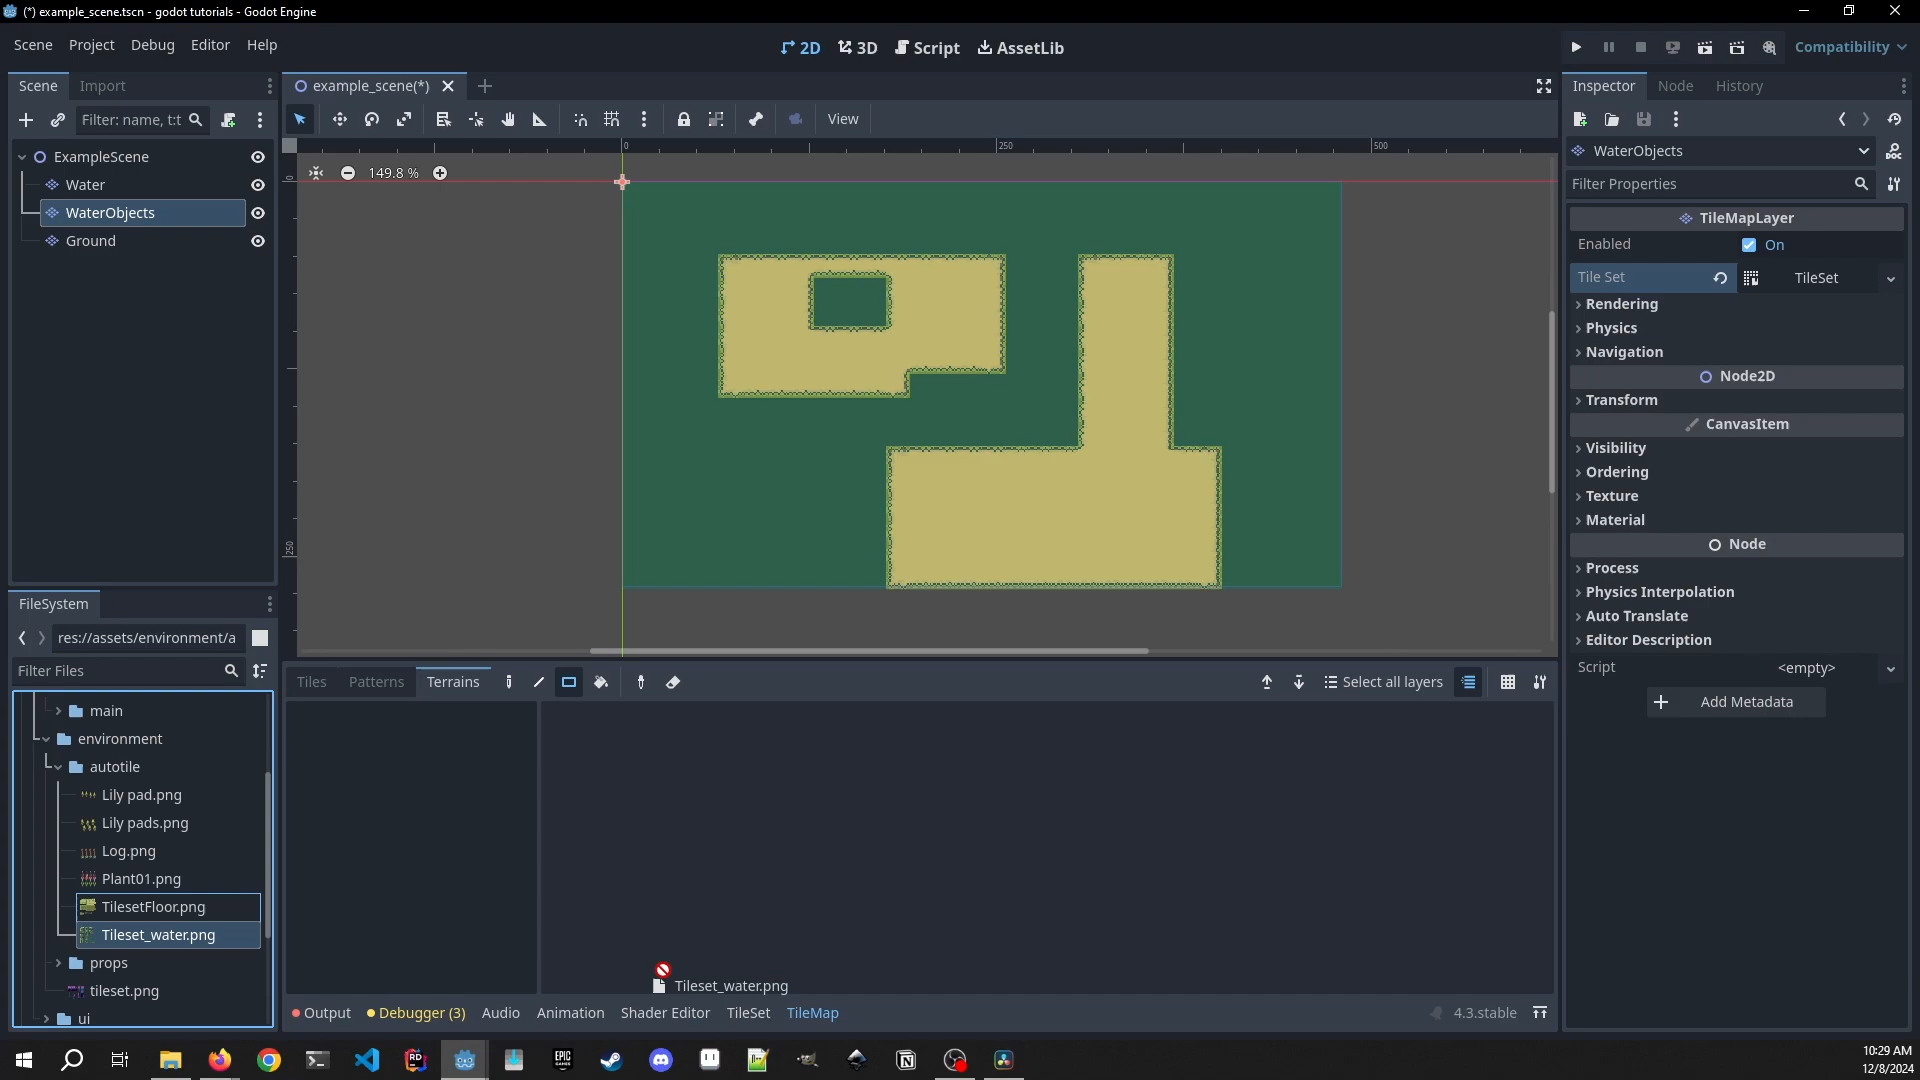 (*) example_scene.tscn - godot tutorials - Godot Engine
Scene Project Debug Editor Help
2D 3D Script AssetLib
Compatibility
Scene Import
Filter: name, t:t
ExampleScene
Water
WaterObjects
Ground
FileSystem
res://assets/environment/a
Filter Files
main
environment
autotile
Lily pad.png
Lily pads.png
Log.png
Plant01.png
TilesetFloor.png
Tileset_water.png
props
tileset.png
ui
example_scene(*)
View
0 250 500
149.8 %
0
250
Tiles Patterns Terrains
Select all layers
Tileset_water.png
Output Debugger (3) Audio Animation Shader Editor TileSet TileMap
4.3.stable
Inspector Node History
WaterObjects
DOC
Filter Properties
TileMapLayer
Enabled On
Tile Set TileSet
Rendering
Physics
Navigation
Node2D
Transform
CanvasItem
Visibility
Ordering
Texture
Material
Node
Process
Physics Interpolation
Auto Translate
Editor Description
Script <empty>
Add Metadata
RD
EPIC
GAMES
10:29 AM
12/8/2024